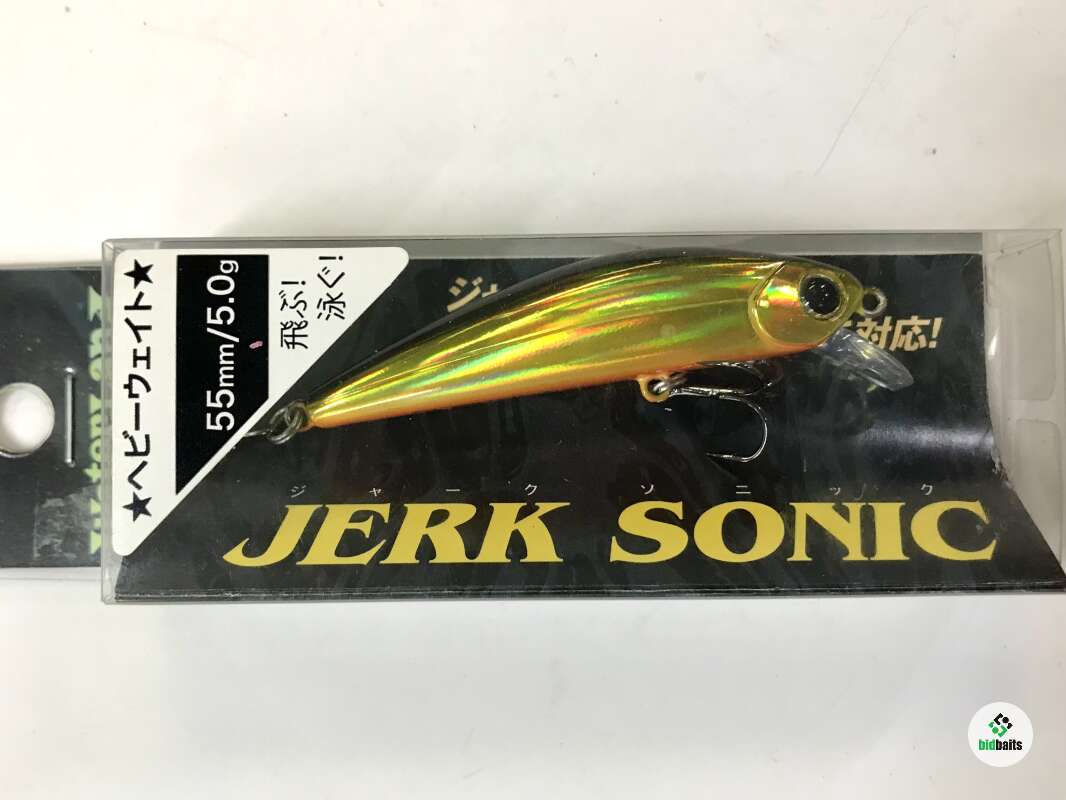 ★ヘビーウェイト★
55mm/5.0g
飛ぶ!
泳ぐ!
対応!
ジャークソニック
JERK SONIC
bidbaits